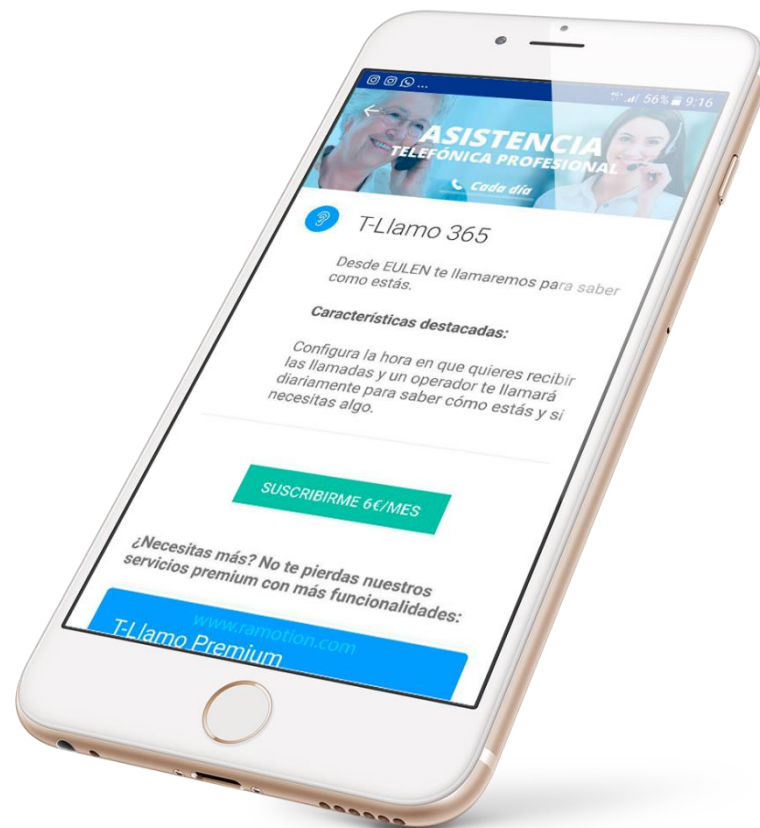 56% 9:16
ASISTENCIA
TELEFÓNICA PROFESIONAL
Cada día
T-Llamo 365
Desde EULEN te llamaremos para saber
como estás.
Características destacadas:
Configura la hora en que quieres recibir
las llamadas y un operador te llamará
diariamente para saber cómo estás y si
necesitas algo.
SUSCRIBIRME 6€/MES
¿Necesitas más? No te pierdas nuestros
servicios premium con más funcionalidades:
www.ramotion.com
T-Llamo Premium